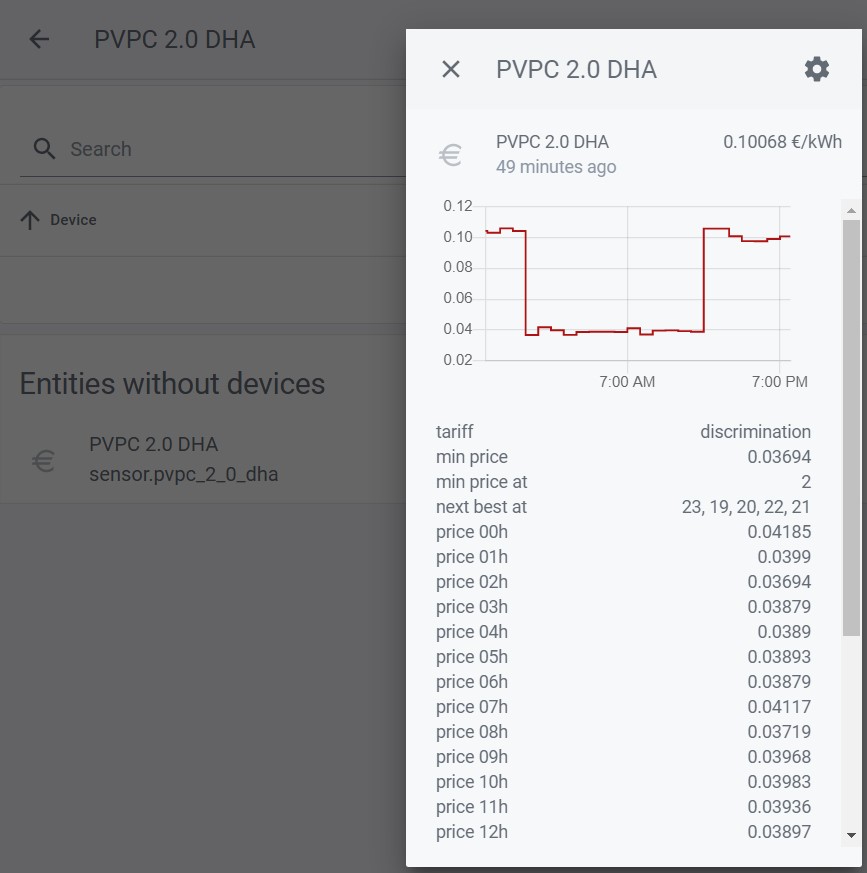 PVPC 2.0 DHA
Search
Device
Entities without devices
PVPC 2.0 DHA
sensor.pvpc_2_0_dha
PVPC 2.0 DHA
PVPC 2.0 DHA 0.10068 €/kWh
49 minutes ago
0.12
0.10
0.08
0.06
0.04
0.02
7:00 AM 7:00 PM
tariff discrimination
min price 0.03694
min price at 2
next best at 23, 19, 20, 22, 21
price 00h 0.04185
price 01h 0.0399
price 02h 0.03694
price 03h 0.03879
price 04h 0.0389
price 05h 0.03893
price 06h 0.03879
price 07h 0.04117
price 08h 0.03719
price 09h 0.03968
price 10h 0.03983
price 11h 0.03936
price 12h 0.03897